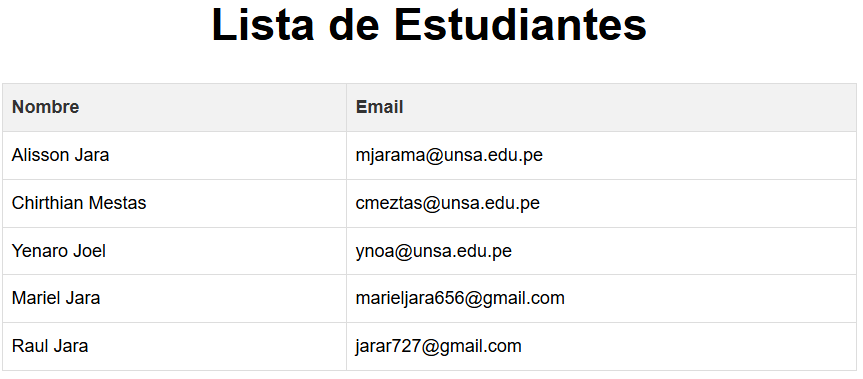 Lista de Estudiantes
Nombre Email
Alisson Jara mjarama@unsa.edu.pe
Chirthian Mestas cmeztas@unsa.edu.pe
Yenaro Joel ynoa@unsa.edu.pe
Mariel Jara marieljara656@gmail.com
Raul Jara jarar727@gmail.com